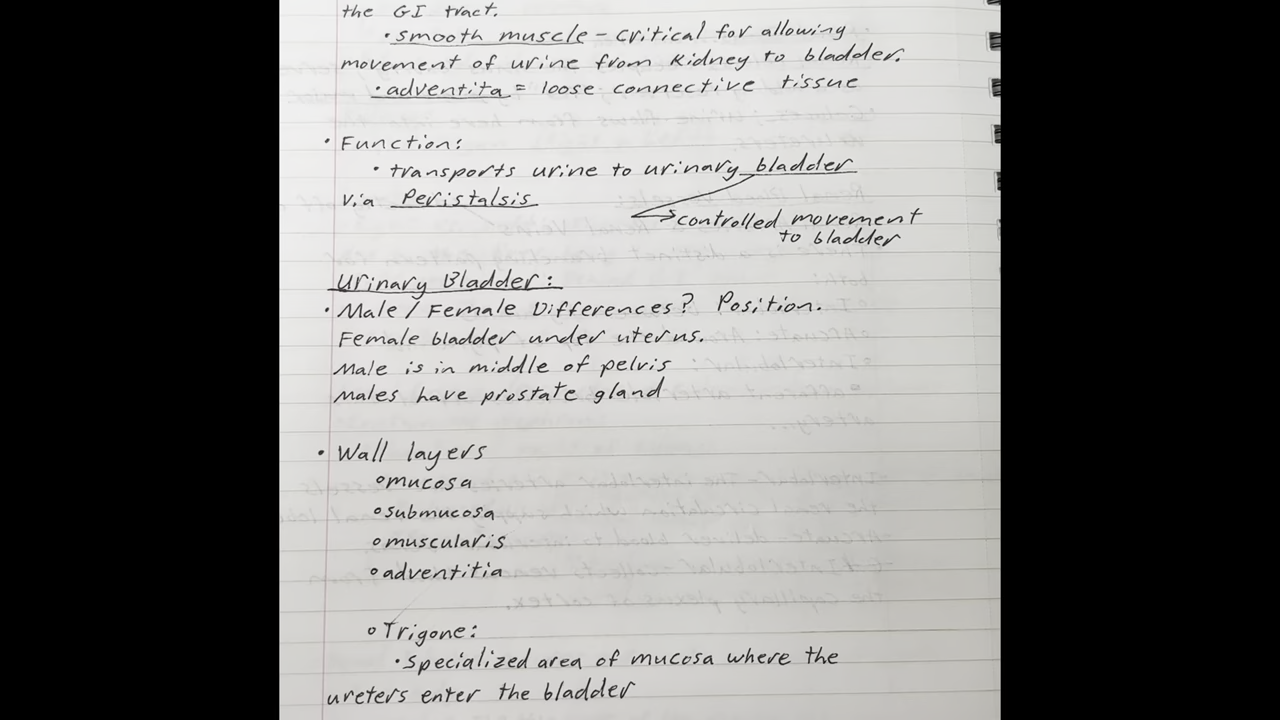 the GI tract.
• smooth muscle - critical for allowing
movement of urine from kidney to bladder.
• adventita = loose connective tissue
• Function:
• transports urine to urinary bladder
via Peristalsis
controlled movement
to bladder
Urinary Bladder:
• Male / Female Differences? Position.
Female bladder under uterus.
Male is in middle of pelvis
Males have prostate gland
• Wall layers
o mucosa
o submucosa
o muscularis
o adventitia
o Trigone:
• specialized area of mucosa where the
ureters enter the bladder